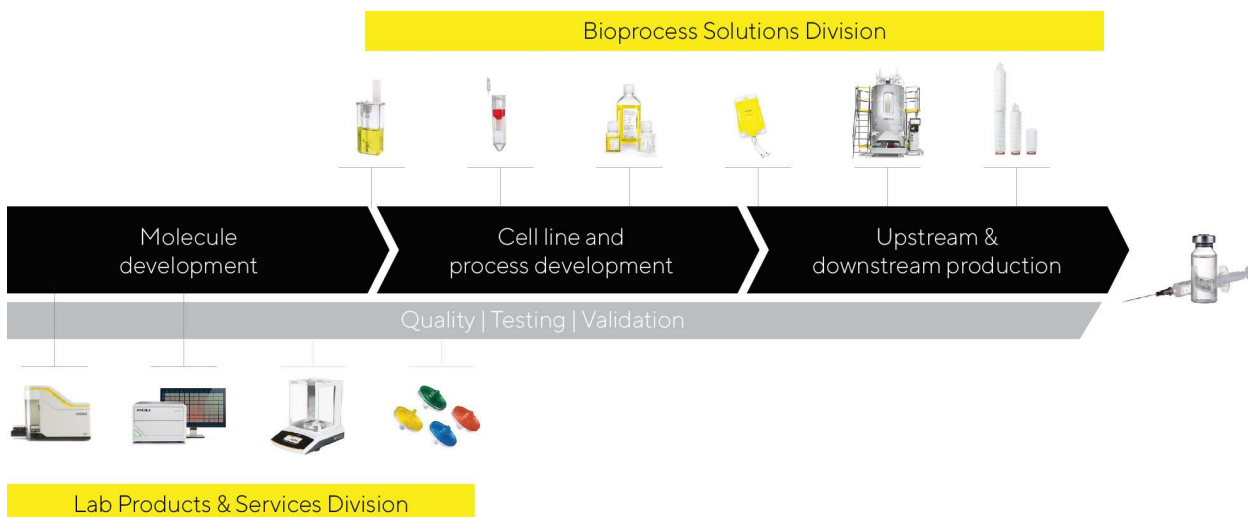 Bioprocess Solutions Division
Molecule
development
Cell line and
process development
Upstream &
downstream production
Quality | Testing | Validation
Lab Products & Services Division